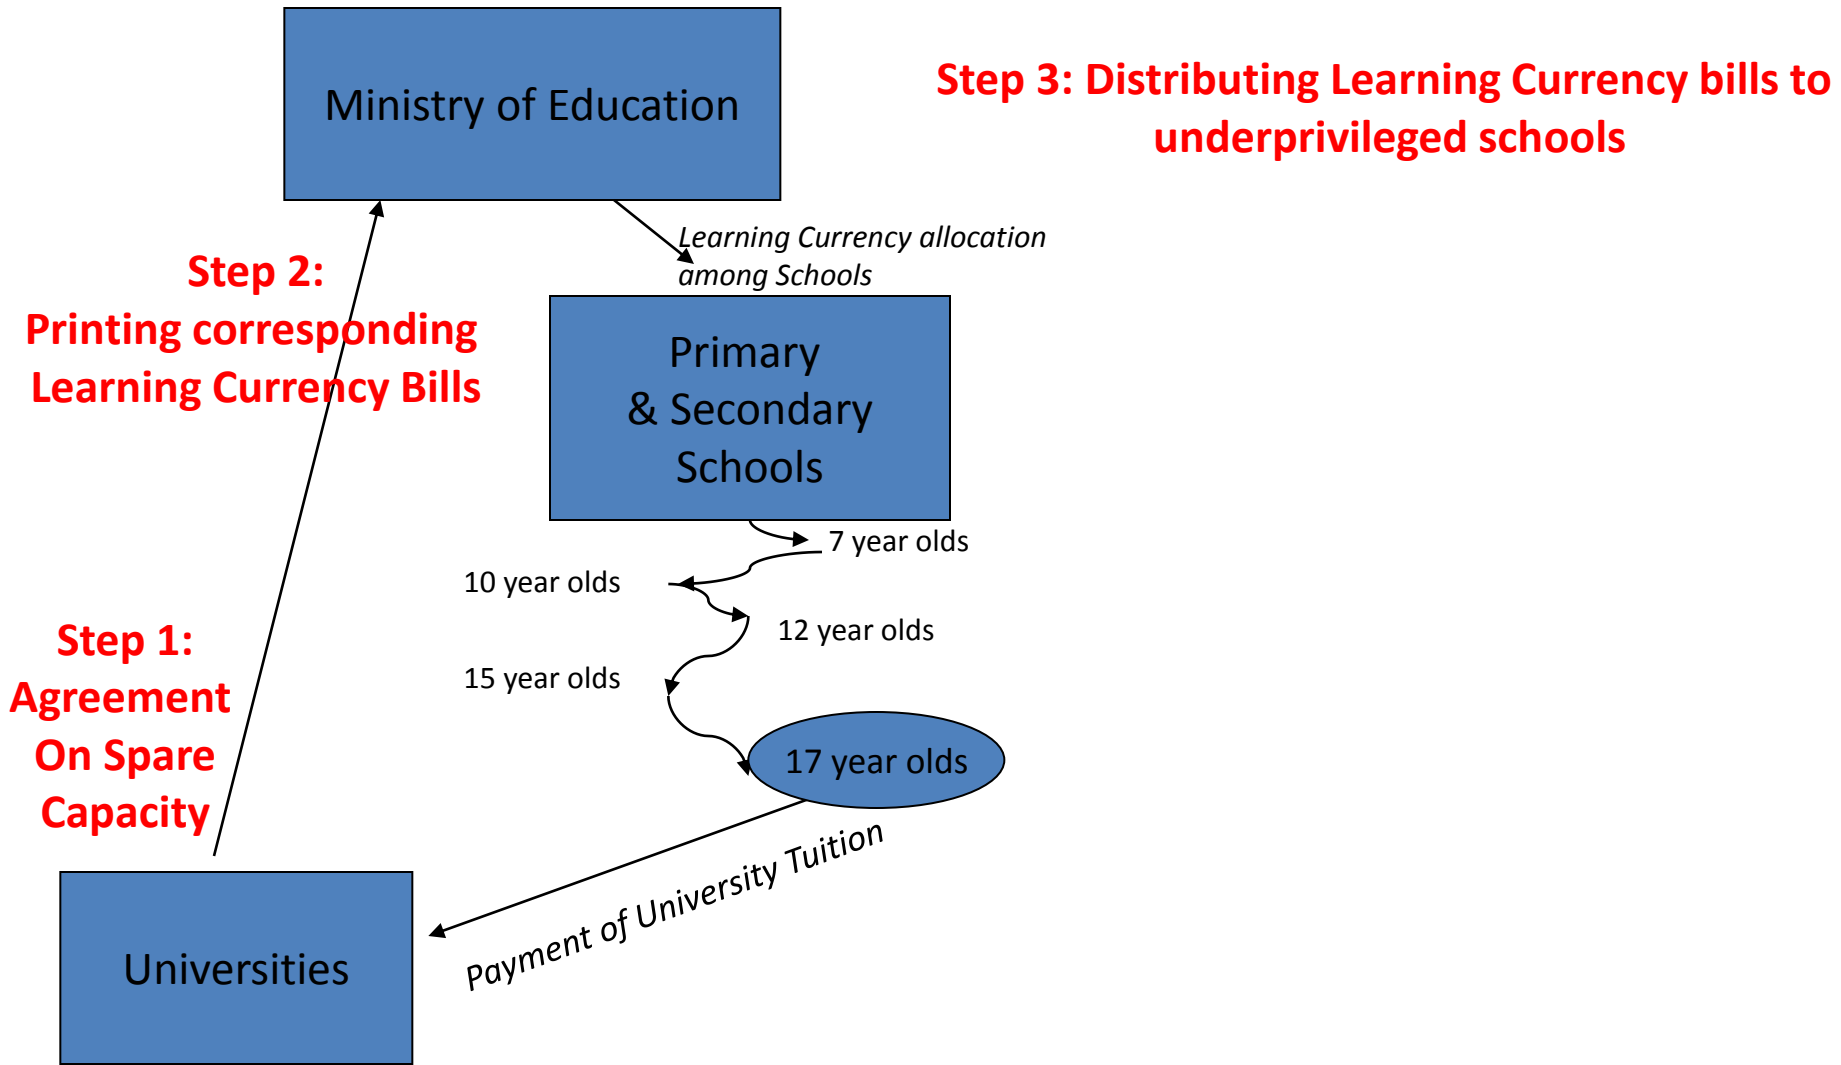 Ministry of Education
Step 3: Distributing Learning Currency bills to
underprivileged schools
Learning Currency allocation
among Schools
Step 2:
Printing corresponding
Learning Currency Bills
Primary
& Secondary
Schools
7 year olds
10 year olds
12 year olds
15 year olds
17 year olds
Step 1:
Agreement
On Spare
Capacity
Payment of University Tuition
Universities